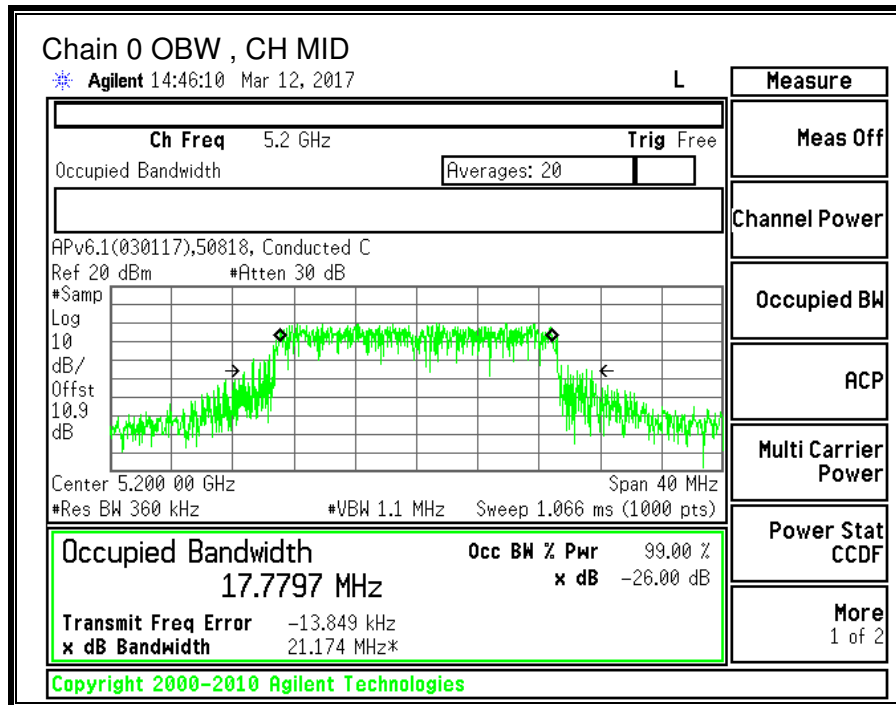 Chain 0 OBW , CH MID
Agilent 14:46:10 Mar 12, 2017 L
Measure
Ch Freq 5.2 GHz Trig Free
Meas Off
Occupied Bandwidth Averages: 20
Channel Power
APv6.1(030117),50818, Conducted C
Ref 20 dBm #Atten 30 dB
#Samp
Occupied BW
Log
10
dB/
ACP
Offst
10.9
dB
Multi Carrier
Power
Center 5.200 00 GHz Span 40 MHz
#Res BW 360 kHz #VBW 1.1 MHz Sweep 1.066 ms (1000 pts)
Power Stat
CCDF
Occupied Bandwidth Occ BW % Pwr 99.00 %
17.7797 MHz x dB -26.00 dB
More
1 of 2
Transmit Freq Error -13.849 kHz
x dB Bandwidth 21.174 MHz*
Copyright 2000-2010 Agilent Technologies